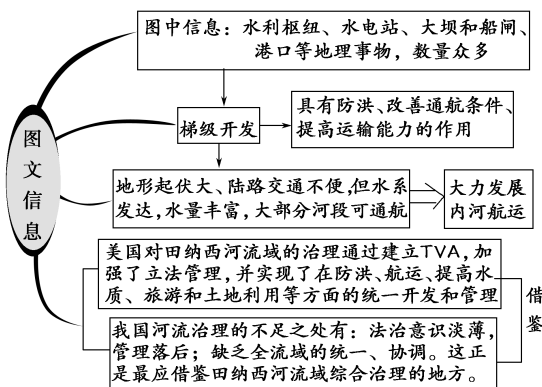 图中信息：水利枢纽、水电站、大坝和船闸、
港口等地理事物，数量众多
图文信息
梯级开发
具有防洪、改善通航条件、
提高运输能力的作用
地形起伏大、陆路交通不便，但水系
发达，水量丰富，大部分河段可通航
大力发展
内河航运
美国对田纳西河流域的治理通过建立TVA，加
强了立法管理，并实现了在防洪、航运、提高水
质、旅游和土地利用等方面的统一开发和管理
借鉴
我国河流治理的不足之处有：法治意识淡薄，
管理落后；缺乏全流域的统一、协调。这正
是最应借鉴田纳西河流域综合治理的地方。